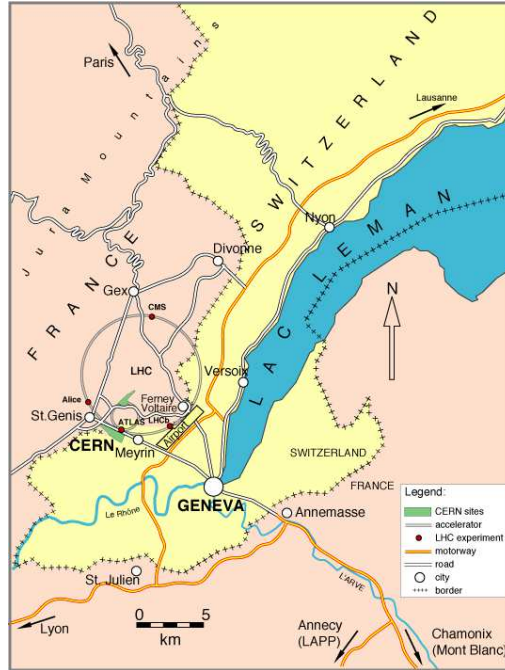 Paris
Jura Mountains
FRANCE
SWITZERLAND
Lausanne
LAC LEMAN
Nyon
Divonne
Gex
CMS
N
LHC
Versoix
Alice
Ferney
Voltaire
St.Genis
ATLAS
LHCb
Airport
CERN
Meyrin
SWITZERLAND
FRANCE
GENEVA
Le Rhône
Annemasse
St. Julien
L'ARVE
Lyon
0 5
km
Annecy
(LAPP)
Chamonix
(Mont Blanc)
Legend:
CERN sites
accelerator
LHC experiment
motorway
road
city
border